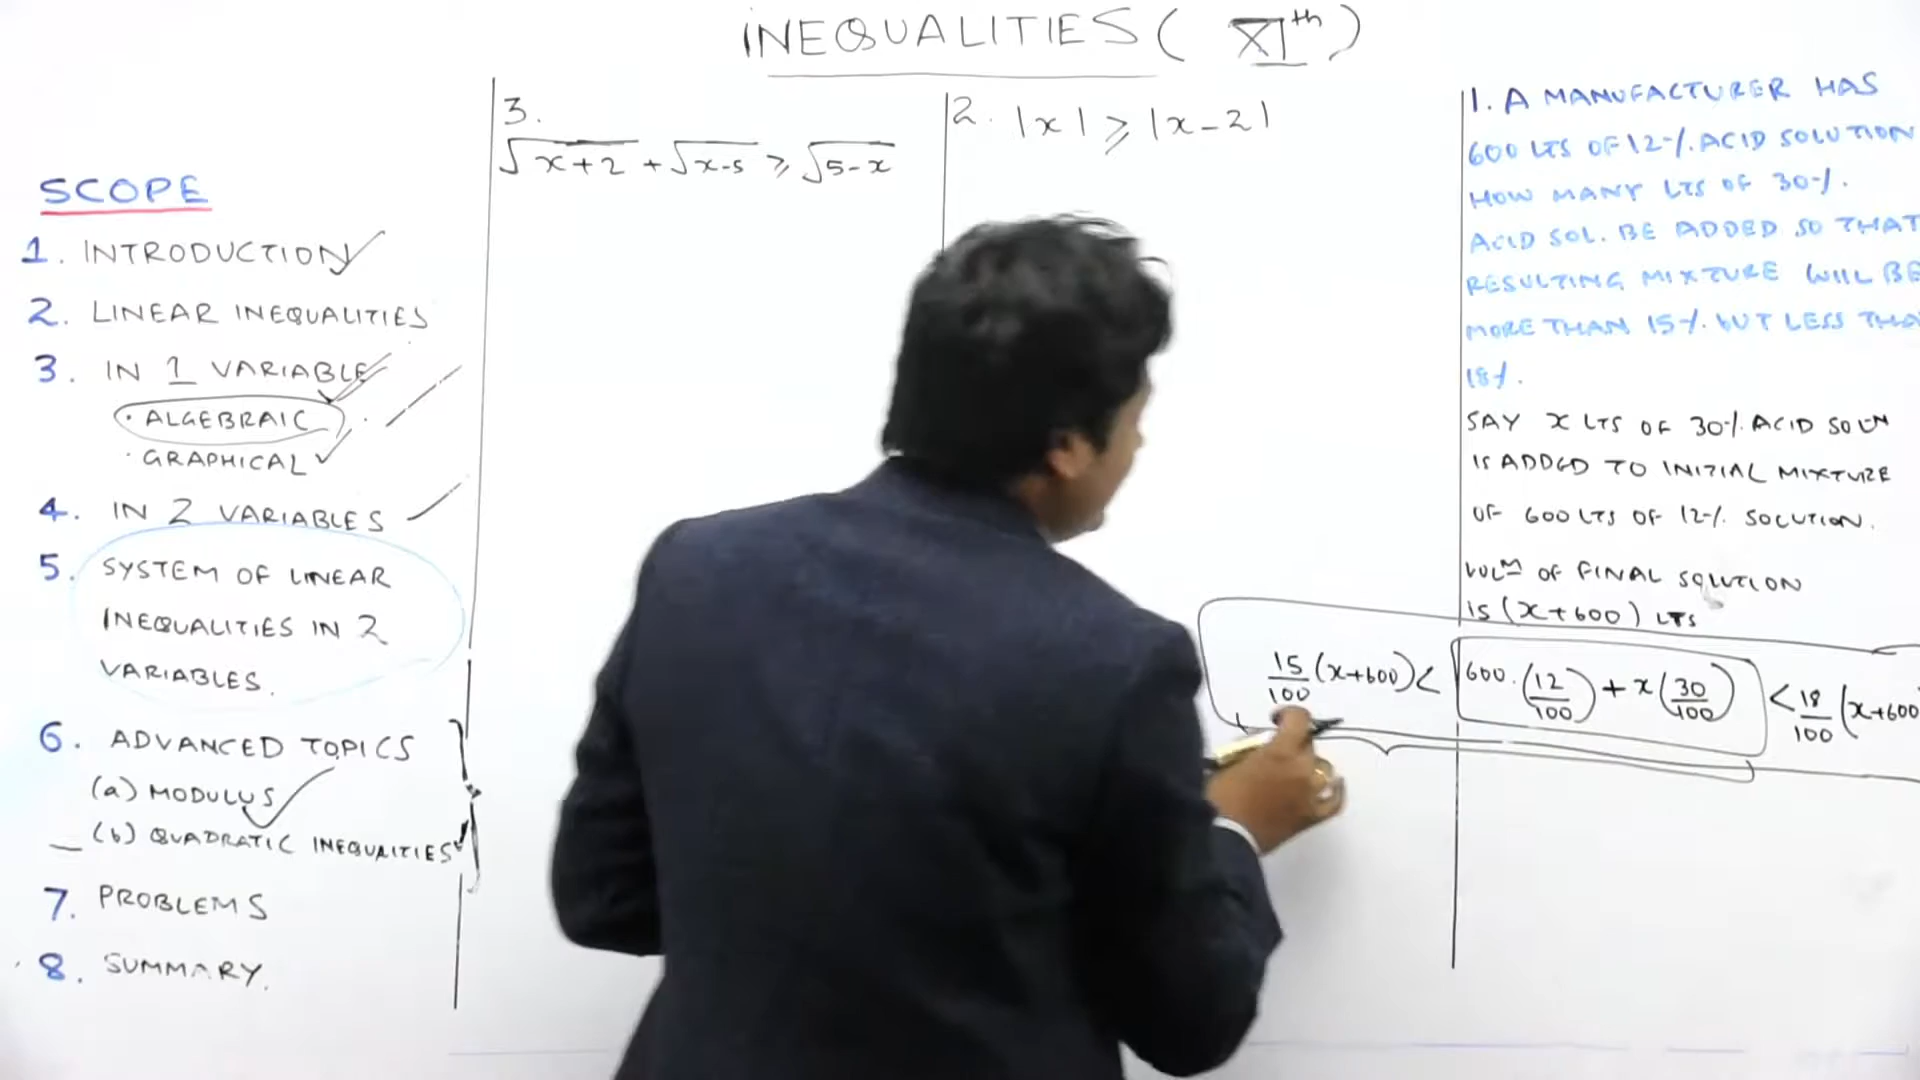 INEQUALITIES ( XIth )
SCOPE
1. INTRODUCTION
2. LINEAR INEQUALITIES
3. IN 1 VARIABLE
· ALGEBRAIC
· GRAPHICAL
4. IN 2 VARIABLES
5. SYSTEM OF LINEAR
INEQUALITIES IN 2
VARIABLES.
6. ADVANCED TOPICS
(a) MODULUS
(b) QUADRATIC INEQUALTIES
7. PROBLEMS
8. SUMMARY.
3.
√x+2 + √x-5 ⩾ √5-x
2. |x| ⩾ |x-2|
1. A MANUFACTURER HAS
600 LTS OF 12% ACID SOLUTION
HOW MANY LTS OF 30%
ACID SOL. BE ADDED SO THAT
RESULTING MIXTURE WILL BE
MORE THAN 15% BUT LESS THA
18%.
SAY x LTS OF 30% ACID SOLN
IS ADDED TO INITIAL MIXTURE
OF 600 LTS OF 12% SOLUTION.
VOLM OF FINAL SOLUTION
IS (x+600) LTS
15/100 (x+600) < 600·(12/100) + x(30/100) < 18/100 (x+600